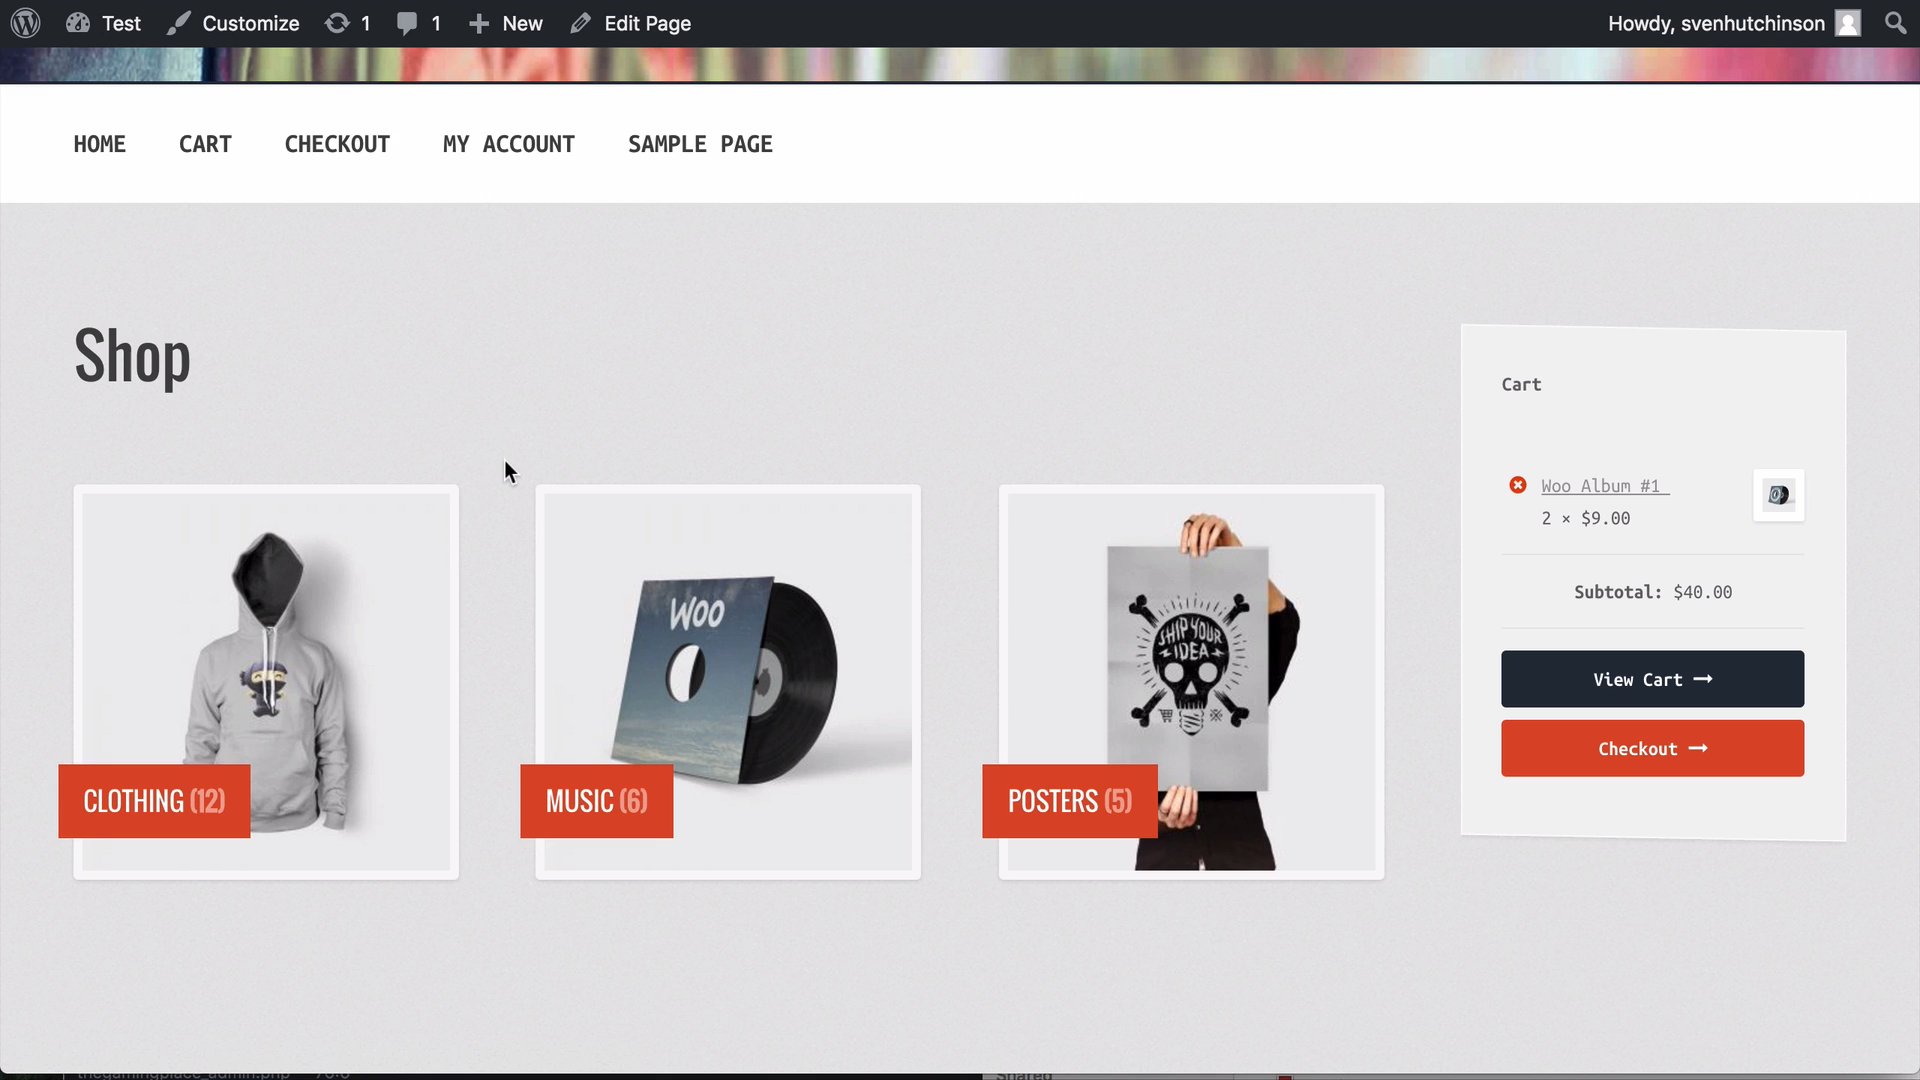 Test Customize 1 1 New Edit Page Howdy, svenhutchinson
HOME CART CHECKOUT MY ACCOUNT SAMPLE PAGE
Shop
Cart
Woo Album #1
2 × $9.00
Subtotal: $40.00
View Cart →
Checkout →
WOO
SHIP YOUR
IDEA
CLOTHING (12)
MUSIC (6)
POSTERS (5)